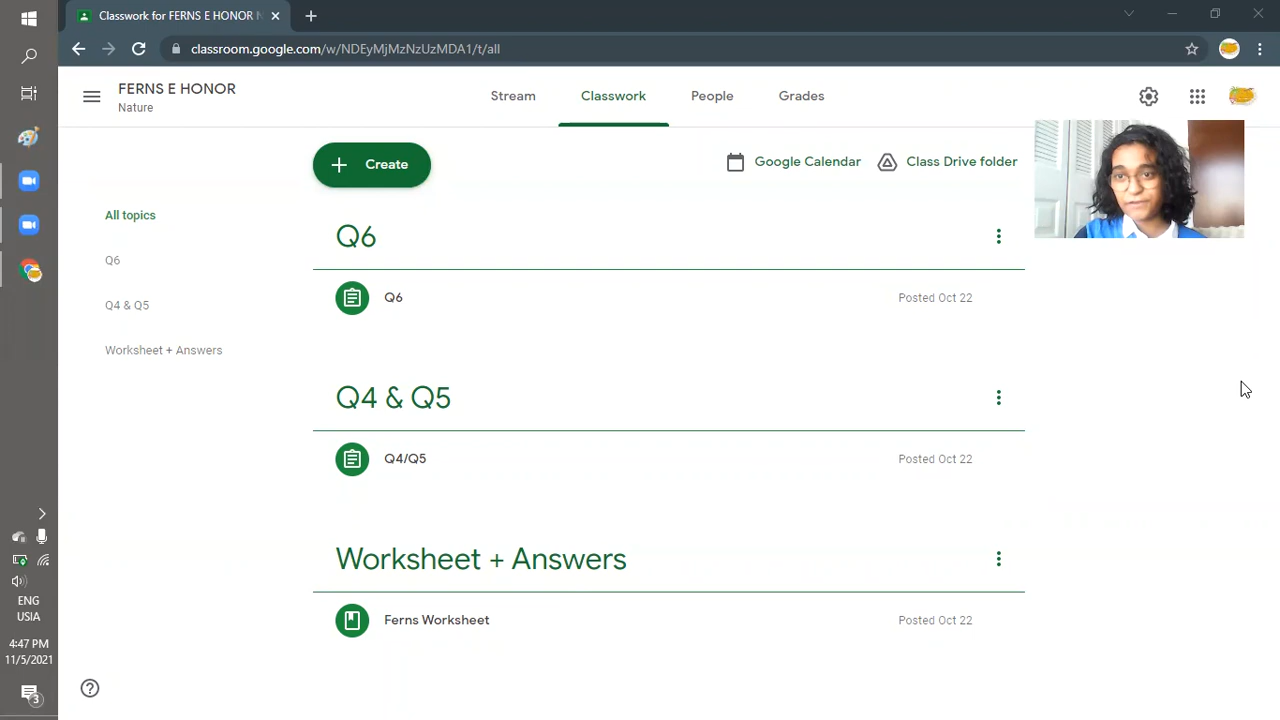 Classwork for FERNS E HONOR
classroom.google.com/w/NDEyMjMzNzUzMDA1/t/all
FERNS E HONOR
Nature
Stream
Classwork
People
Grades
Create
Google Calendar
Class Drive folder
All topics
Q6
Q4 & Q5
Worksheet + Answers
Q6
Q6
Posted Oct 22
Q4 & Q5
Q4/Q5
Posted Oct 22
Worksheet + Answers
Ferns Worksheet
Posted Oct 22
ENG
USIA
4:47 PM
11/5/2021
3